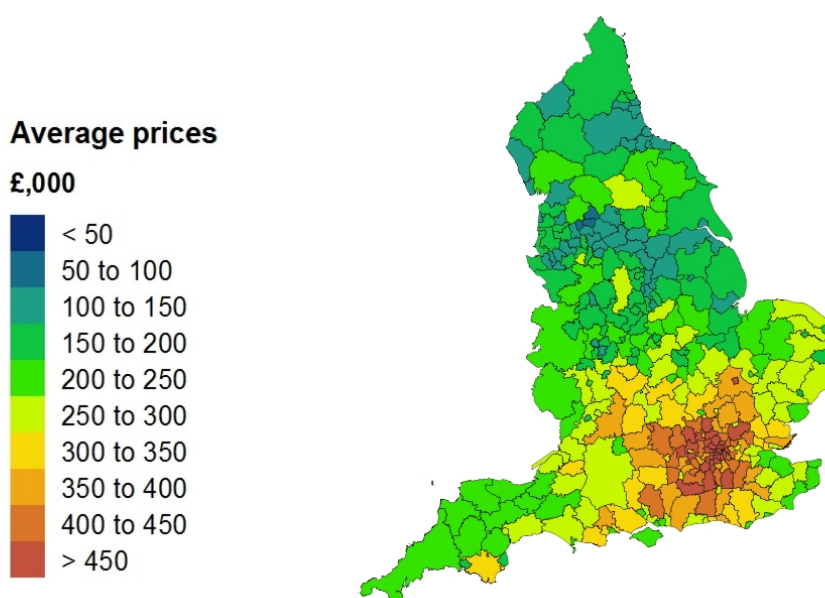 Average prices
£,000
< 50
50 to 100
100 to 150
150 to 200
200 to 250
250 to 300
300 to 350
350 to 400
400 to 450
> 450